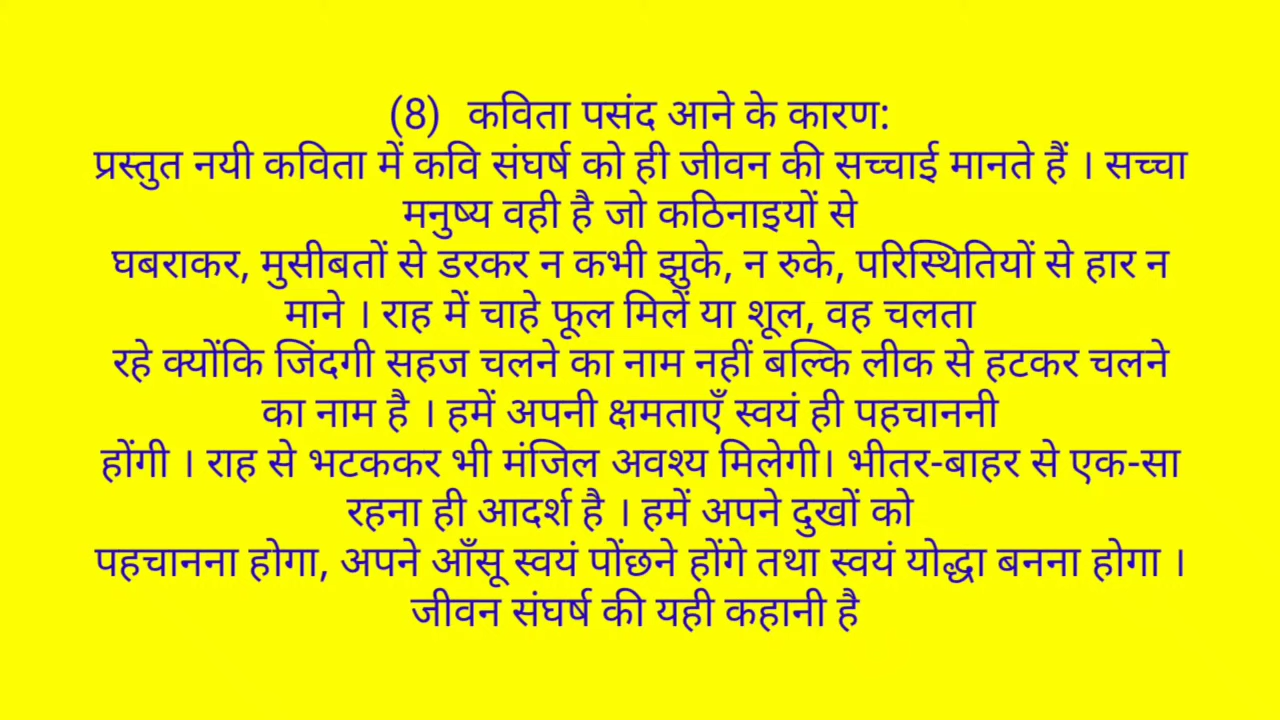 (8) कविता पसंद आने के कारण:
प्रस्तुत नयी कविता में कवि संघर्ष को ही जीवन की सच्चाई मानते हैं । सच्चा
मनुष्य वही है जो कठिनाइयों से
घबराकर, मुसीबतों से डरकर न कभी झुके, न रुके, परिस्थितियों से हार न
माने । राह में चाहे फूल मिलें या शूल, वह चलता
रहे क्योंकि जिंदगी सहज चलने का नाम नहीं बल्कि लीक से हटकर चलने
का नाम है । हमें अपनी क्षमताएँ स्वयं ही पहचाननी
होंगी । राह से भटककर भी मंजिल अवश्य मिलेगी। भीतर-बाहर से एक-सा
रहना ही आदर्श है । हमें अपने दुखों को
पहचानना होगा, अपने आँसू स्वयं पोंछने होंगे तथा स्वयं योद्धा बनना होगा ।
जीवन संघर्ष की यही कहानी है